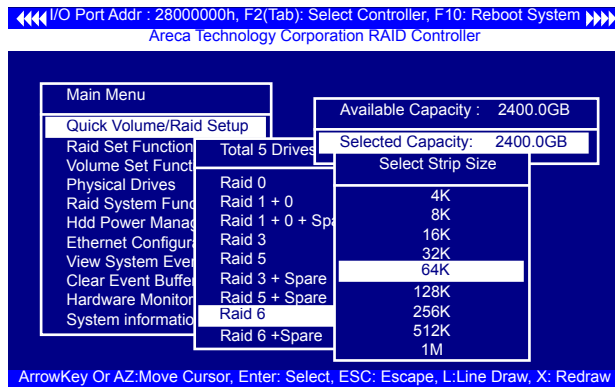 I/O Port Addr : 28000000h, F2(Tab): Select Controller, F10: Reboot System
Areca Technology Corporation RAID Controller
Main Menu
Quick Volume/Raid Setup
Raid Set Function
Volume Set Funct
Physical Drives
Raid System Func
Hdd Power Manag
Ethernet Configura
View System Even
Clear Event Buffer
Hardware Monitor
System informatio
Total 5 Drives
Raid 0
Raid 1 + 0
Raid 1 + 0 + Spa
Raid 3
Raid 5
Raid 3 + Spare
Raid 5 + Spare
Raid 6
Raid 6 +Spare
Available Capacity : 2400.0GB
Selected Capacity: 2400.0GB
Select Strip Size
4K
8K
16K
32K
64K
128K
256K
512K
1M
ArrowKey Or AZ:Move Cursor, Enter: Select, ESC: Escape, L:Line Draw, X: Redraw